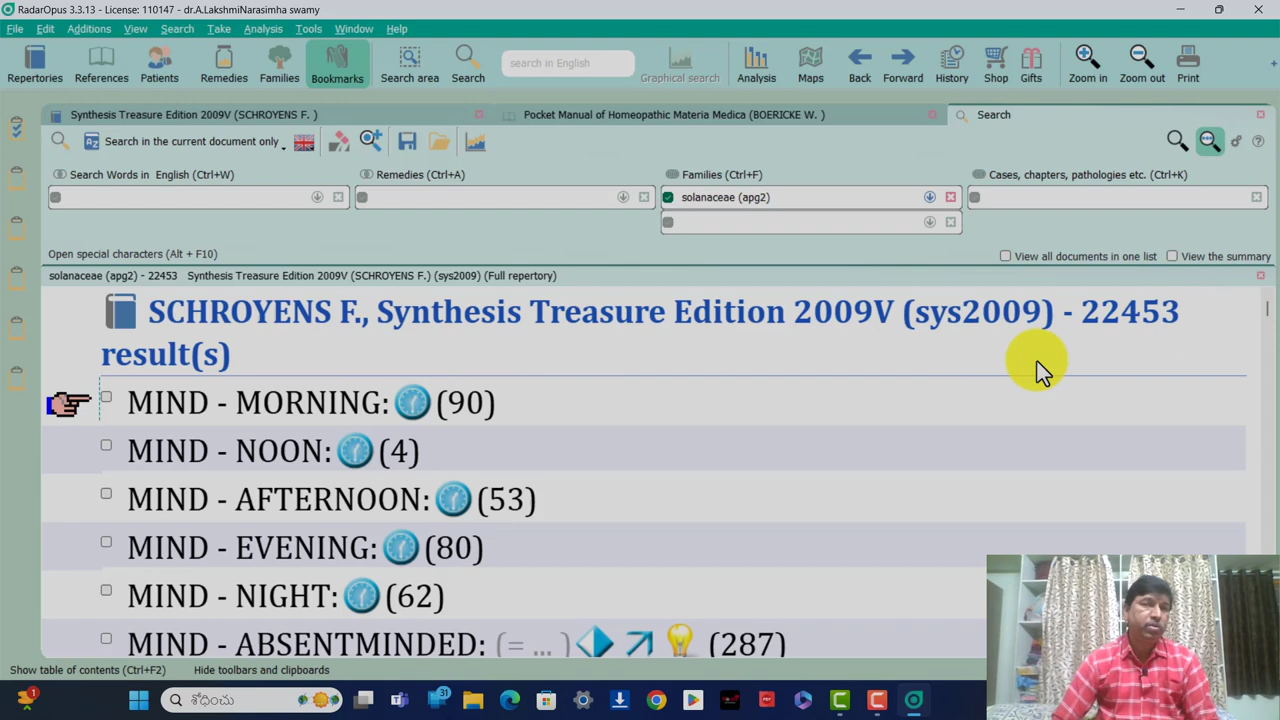 RadarOpus 3.3.13 - License: 110147 - dr.A.LakshmiNarasimha swamy
File Edit Additions View Search Take Analysis Tools Window Help
Repertories References Patients Remedies Families Bookmarks Search area Search search in English Graphical search Analysis Maps Back Forward History Shop Gifts Zoom in Zoom out Print
Synthesis Treasure Edition 2009V (SCHROYENS F. ) Pocket Manual of Homeopathic Materia Medica (BOERICKE W. ) Search
Search in the current document only
Search Words in English (Ctrl+W) Remedies (Ctrl+A) Families (Ctrl+F) Cases, chapters, pathologies etc. (Ctrl+K)
solanaceae (apg2)
Open special characters (Alt + F10) View all documents in one list View the summary
solanaceae (apg2) - 22453 Synthesis Treasure Edition 2009V (SCHROYENS F.) (sys2009) (Full repertory)
SCHROYENS F., Synthesis Treasure Edition 2009V (sys2009) - 22453
result(s)
MIND - MORNING: (90)
MIND - NOON: (4)
MIND - AFTERNOON: (53)
MIND - EVENING: (80)
MIND - NIGHT: (62)
MIND - ABSENTMINDED: (= ... ) (287)
Show table of contents (Ctrl+F2) Hide toolbars and clipboards
1 శోధించు 31